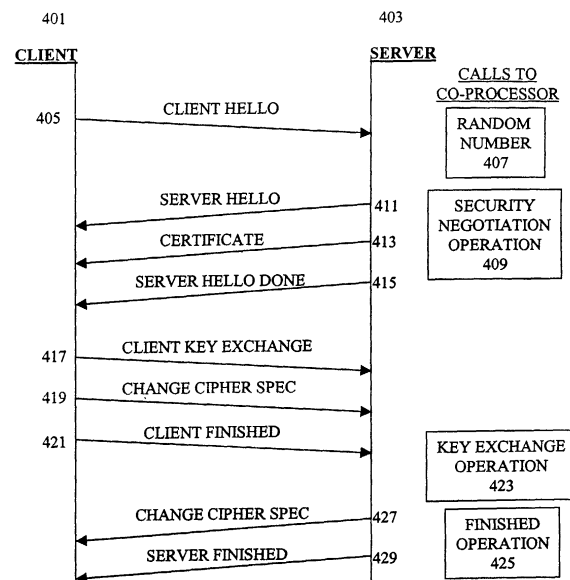 401
403
CLIENT
SERVER
CALLS TO
CO-PROCESSOR
405
CLIENT HELLO
RANDOM
NUMBER
407
SERVER HELLO
411
CERTIFICATE
413
SERVER HELLO DONE
415
SECURITY
NEGOTIATION
OPERATION
409
417
CLIENT KEY EXCHANGE
419
CHANGE CIPHER SPEC
421
CLIENT FINISHED
KEY EXCHANGE
OPERATION
423
CHANGE CIPHER SPEC
427
SERVER FINISHED
429
FINISHED
OPERATION
425